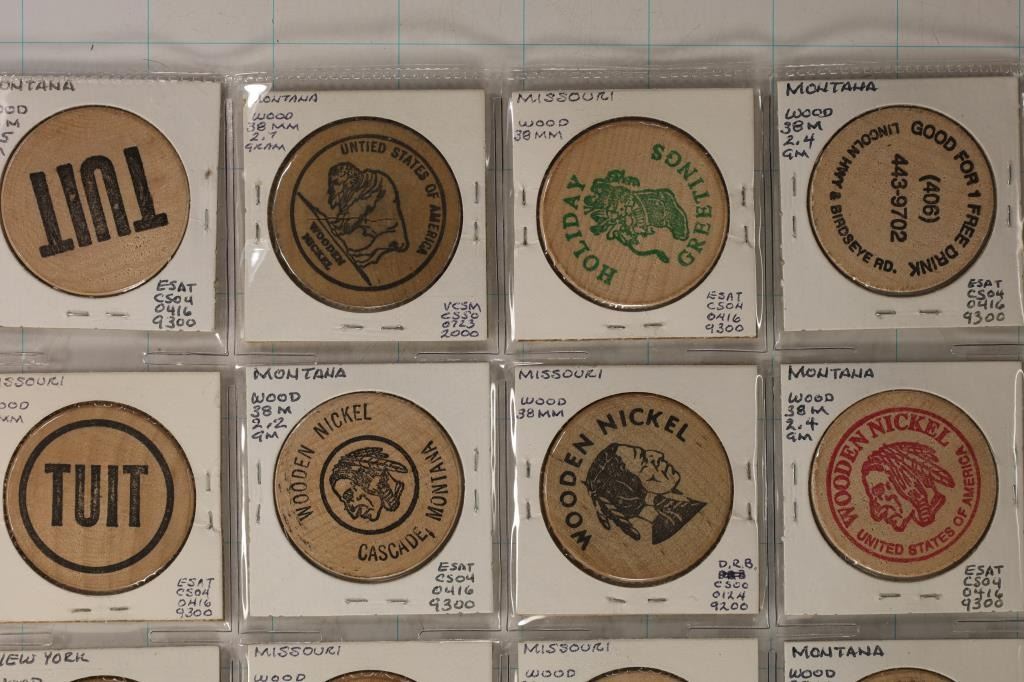 MONTANA
TUIT
ESAT
CS04
0416
9300
MONTANA
WOOD
38 MM
2.7
GRAM
UNTIED STATES OF AMERICA
TOKEN
WOODEN
VCSM
CS50
0723
2000
MISSOURI
WOOD
38 MM
HOLIDAY
GREETINGS
ESAT
CS04
0416
9300
MONTANA
WOOD
38 M
2.4
GM
GOOD FOR 1 FREE DRINK
(406)
443-9702
LINCOLN HWY & BIRDSEYE RD.
ESAT
CS04
0416
9300
TUIT
ESAT
CS04
0416
9300
MONTANA
WOOD
38 M
2.2
GM
WOODEN NICKEL
CASCADE, MONTANA
ESAT
CS04
0416
9300
MISSOURI
WOOD
38 MM
WOODEN NICKEL
D.R.B.
CS00
0124
9200
MONTANA
WOOD
38 M
2.4
GM
WOODEN NICKEL
UNITED STATES OF AMERICA
ESAT
CS04
0416
9300
NEW YORK
MISSOURI
WOOD
MISSOURI
WOOD
MONTANA
WOOD